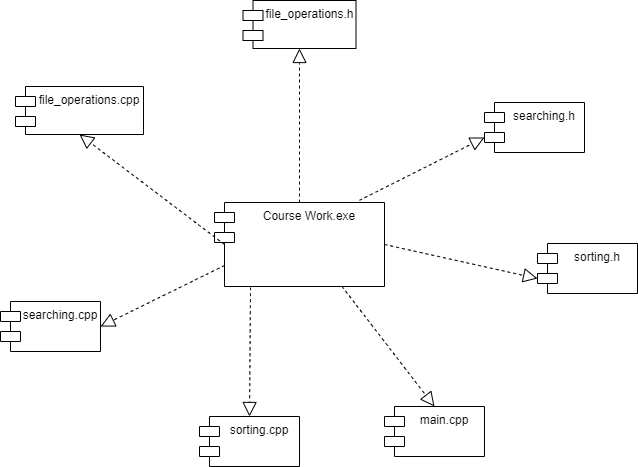 file_operations.h
file_operations.cpp
searching.h
Course Work.exe
sorting.h
searching.cpp
sorting.cpp
main.cpp